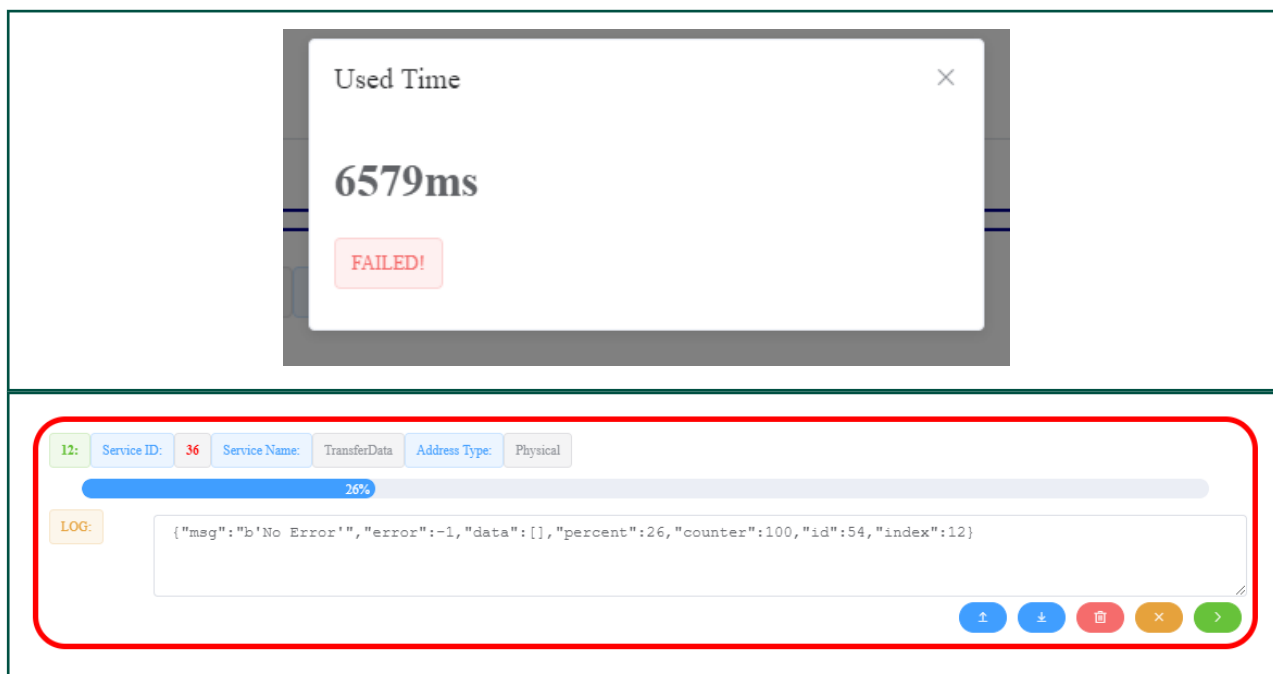 Used Time
6579ms
FAILED!
12: Service ID: 36 Service Name: TransferData Address Type: Physical
26%
LOG: {"msg":"b'No Error'","error":-1,"data":[],"percent":26,"counter":100,"id":54,"index":12}